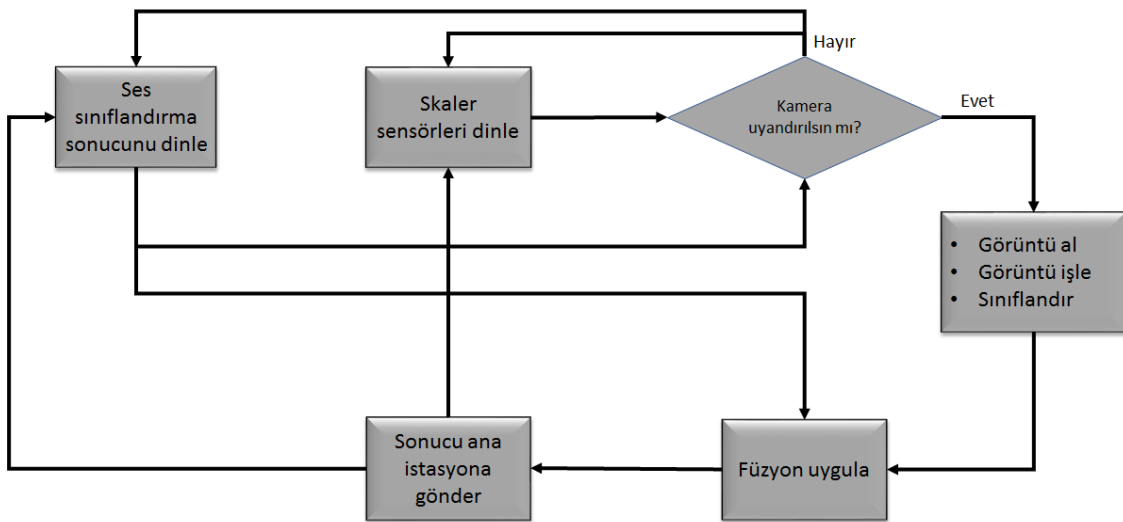 Hayır
Ses
sınıflandırma
sonucunu dinle
Skaler
sensörleri dinle
Kamera
uyandırılsın mı?
Evet
• Görüntü al
• Görüntü işle
• Sınıflandır
Sonucu ana
istasyona
gönder
Füzyon uygula